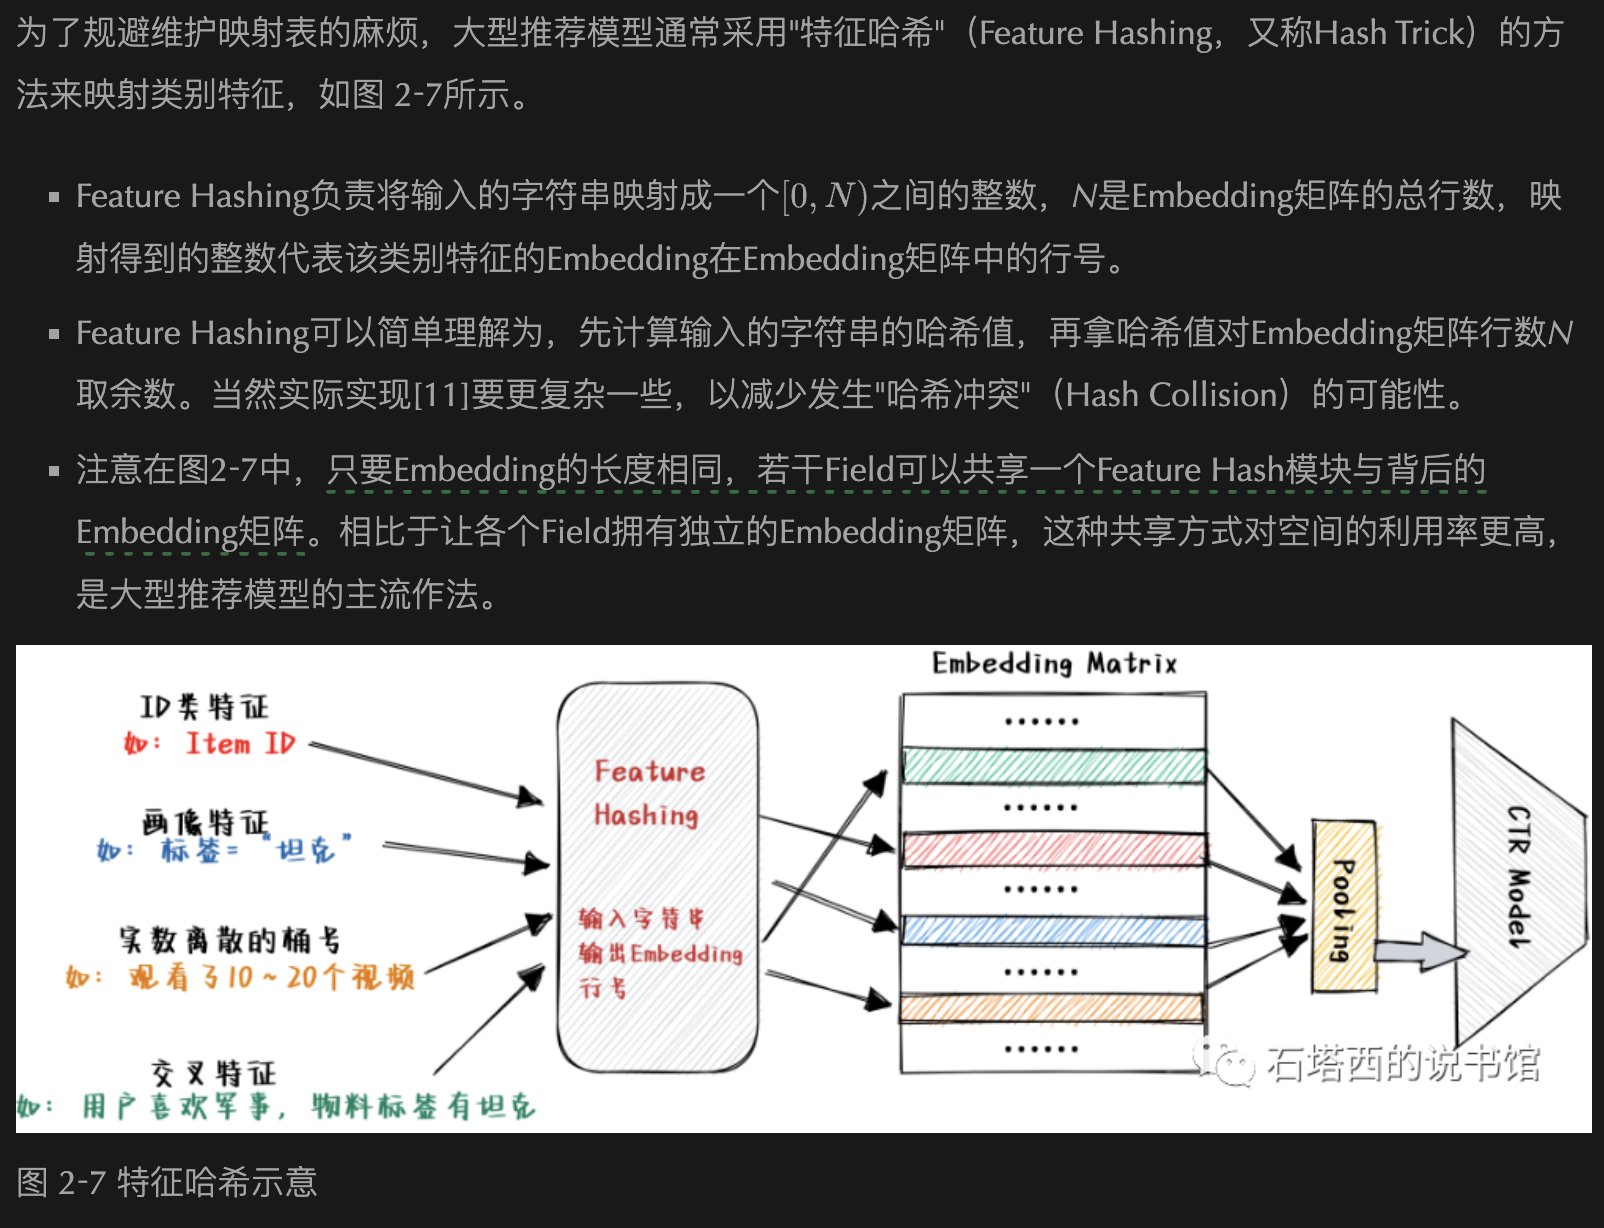 为了规避维护映射表的麻烦，大型推荐模型通常采用"特征哈希"（Feature Hashing，又称Hash Trick）的方
法来映射类别特征，如图 2-7所示。
▪ Feature Hashing负责将输入的字符串映射成一个[0, N)之间的整数，N是Embedding矩阵的总行数，映
射得到的整数代表该类别特征的Embedding在Embedding矩阵中的行号。
▪ Feature Hashing可以简单理解为，先计算输入的字符串的哈希值，再拿哈希值对Embedding矩阵行数N
取余数。当然实际实现[11]要更复杂一些，以减少发生"哈希冲突"（Hash Collision）的可能性。
▪ 注意在图2-7中，只要Embedding的长度相同，若干Field可以共享一个Feature Hash模块与背后的
Embedding矩阵。相比于让各个Field拥有独立的Embedding矩阵，这种共享方式对空间的利用率更高，
是大型推荐模型的主流作法。
Embedding Matrix
ID类特征
如： Item ID
画像特征
如： 标签= “坦克”
实数离散的桶号
如： 观看了10～20个视频
交叉特征
如： 用户喜欢军事，物料标签有坦克
Feature
Hashing
输入字符串
输出Embedding
行号
······
······
······
······
······
Pooling
CTR Model
石塔西的说书馆
图 2-7 特征哈希示意